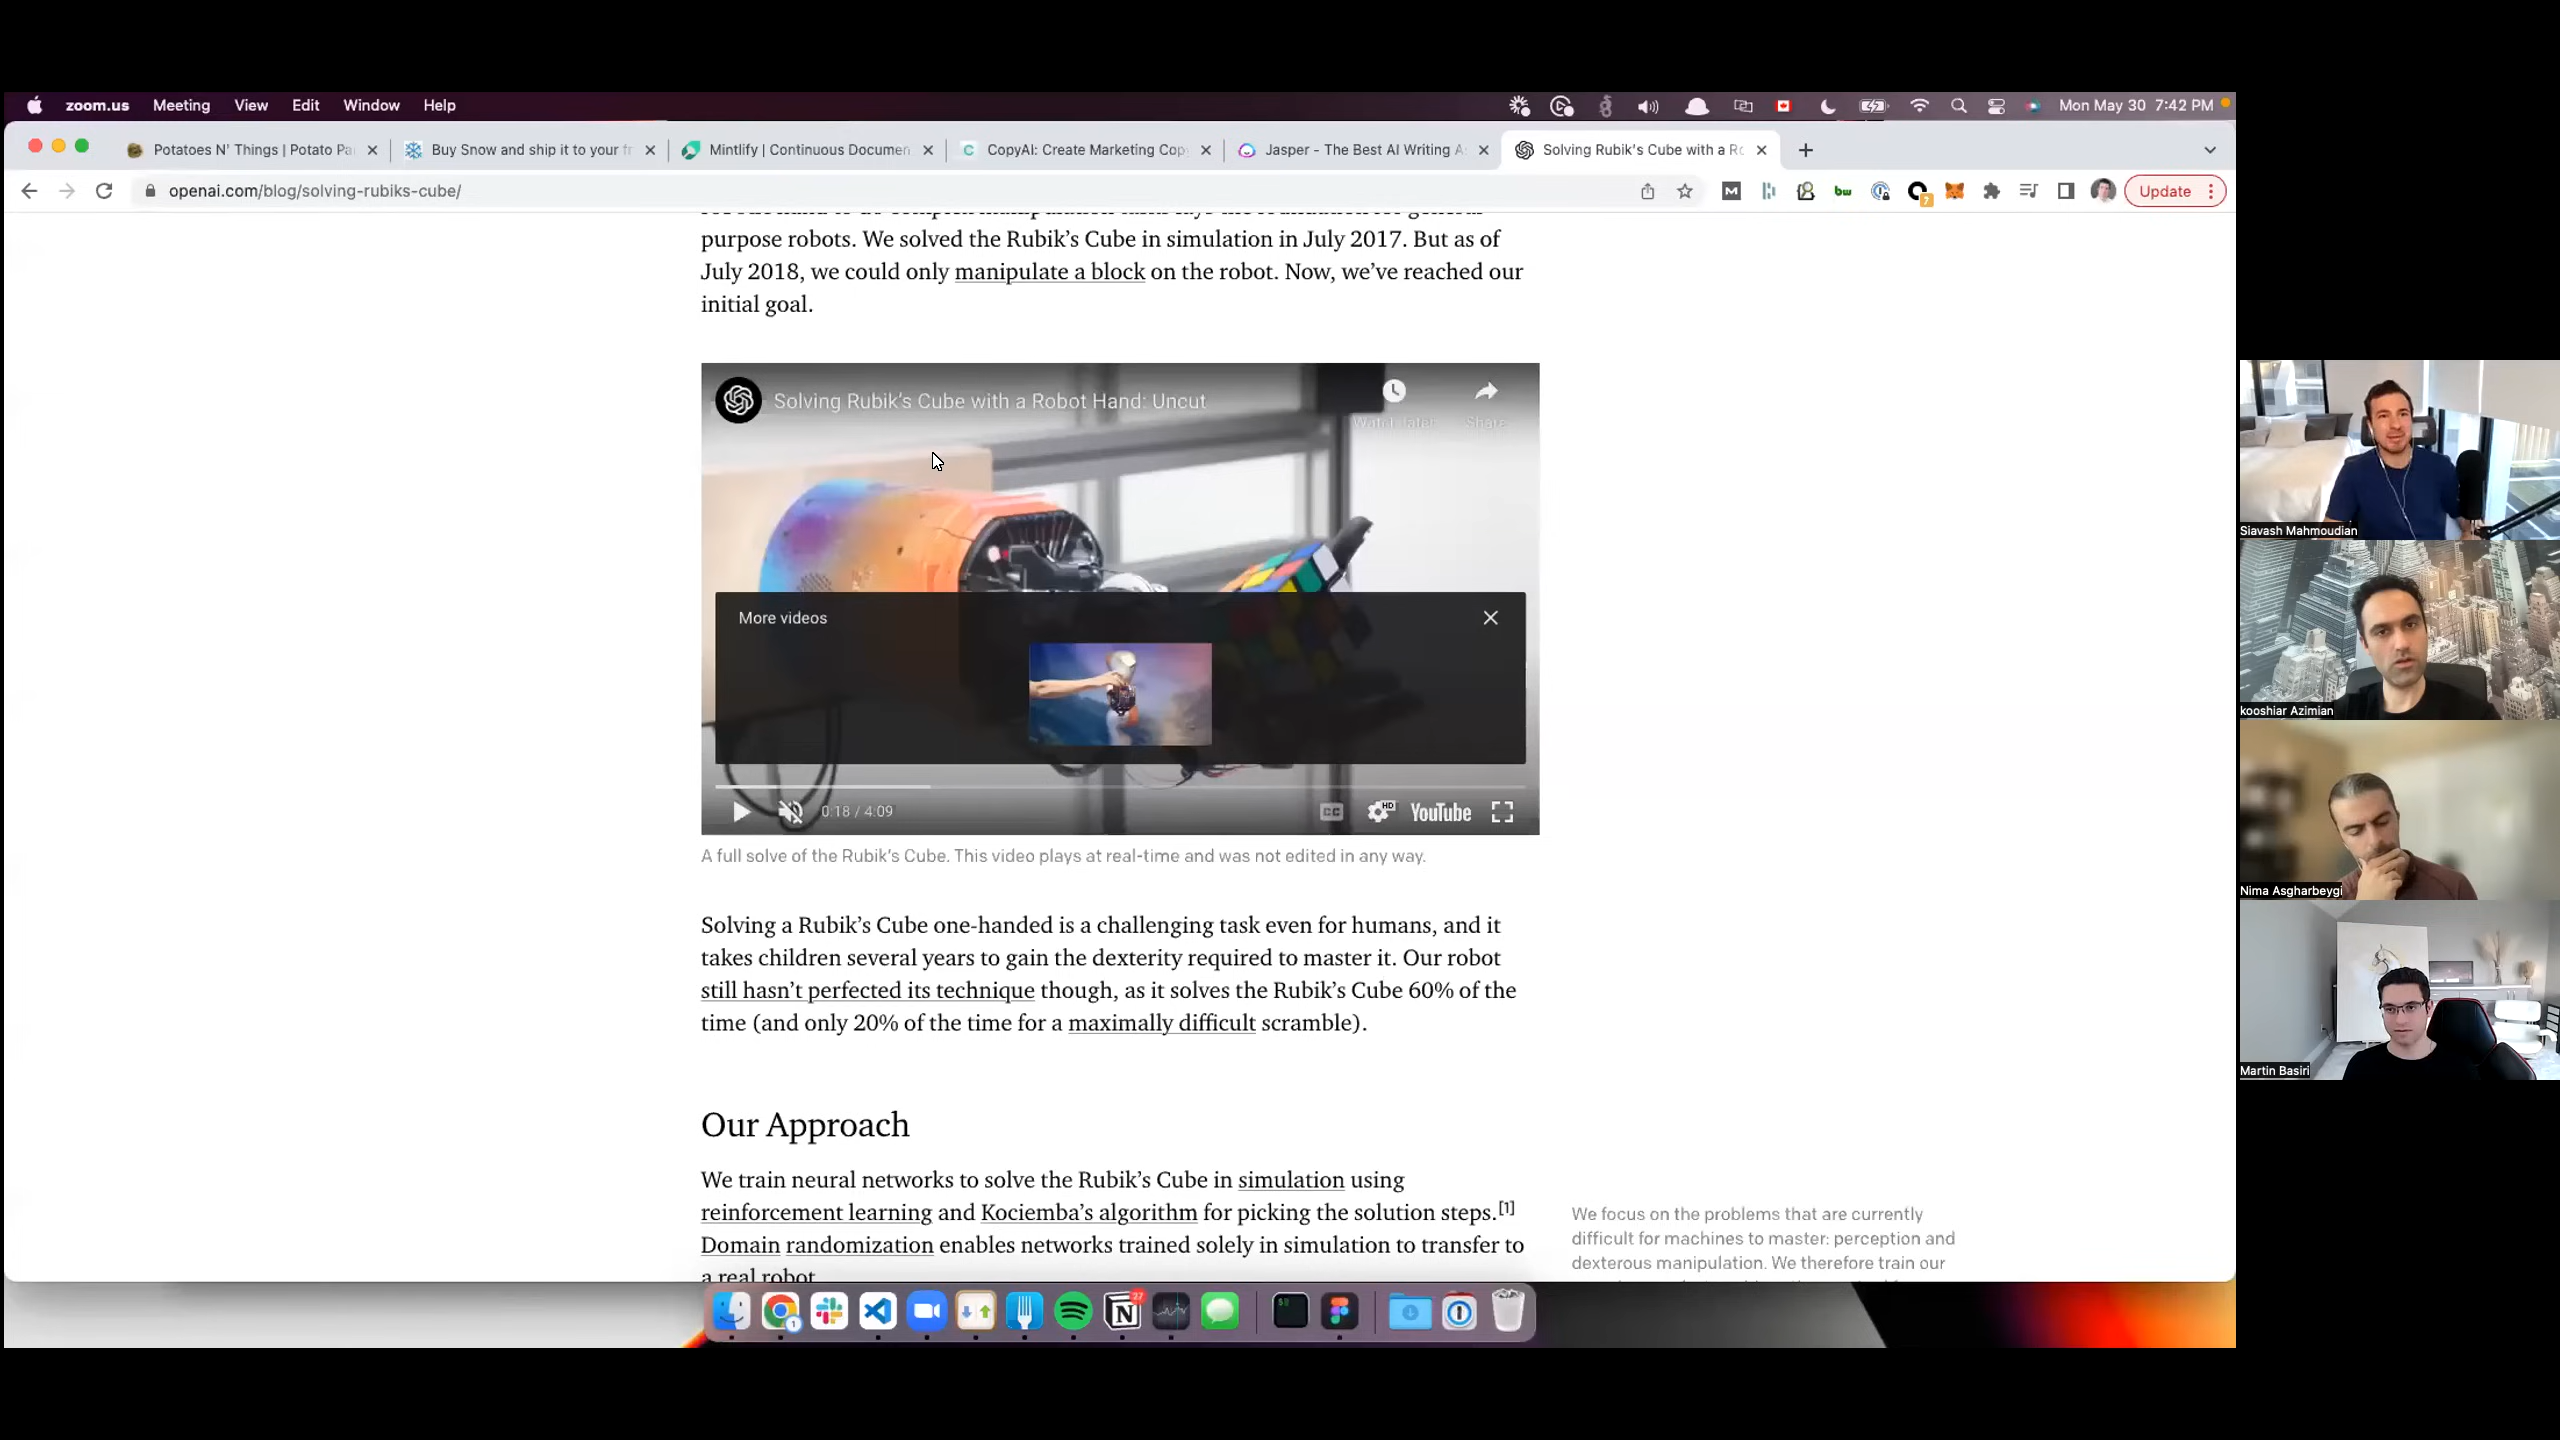 zoom.us Meeting View Edit Window Help Mon May 30 7:42 PM
Potatoes N' Things | Potato Pa
Buy Snow and ship it to your fr
Mintlify | Continuous Documen
CopyAI: Create Marketing Cop
Jasper - The Best AI Writing A
Solving Rubik's Cube with a Ro
openai.com/blog/solving-rubiks-cube/
M
bw
7
Update
purpose robots. We solved the Rubik's Cube in simulation in July 2017. But as of
July 2018, we could only manipulate a block on the robot. Now, we've reached our
initial goal.
Solving Rubik's Cube with a Robot Hand: Uncut
Watch later
Share
More videos
0:18 / 4:09
CC
HD
YouTube
A full solve of the Rubik's Cube. This video plays at real-time and was not edited in any way.
Solving a Rubik's Cube one-handed is a challenging task even for humans, and it
takes children several years to gain the dexterity required to master it. Our robot
still hasn't perfected its technique though, as it solves the Rubik's Cube 60% of the
time (and only 20% of the time for a maximally difficult scramble).
Our Approach
We train neural networks to solve the Rubik's Cube in simulation using
reinforcement learning and Kociemba's algorithm for picking the solution steps.[1]
Domain randomization enables networks trained solely in simulation to transfer to
a real robot
We focus on the problems that are currently
difficult for machines to master: perception and
dexterous manipulation. We therefore train our
1
27
Siavash Mahmoudian
kooshiar Azimian
Nima Asgharbeygi
Martin Basiri